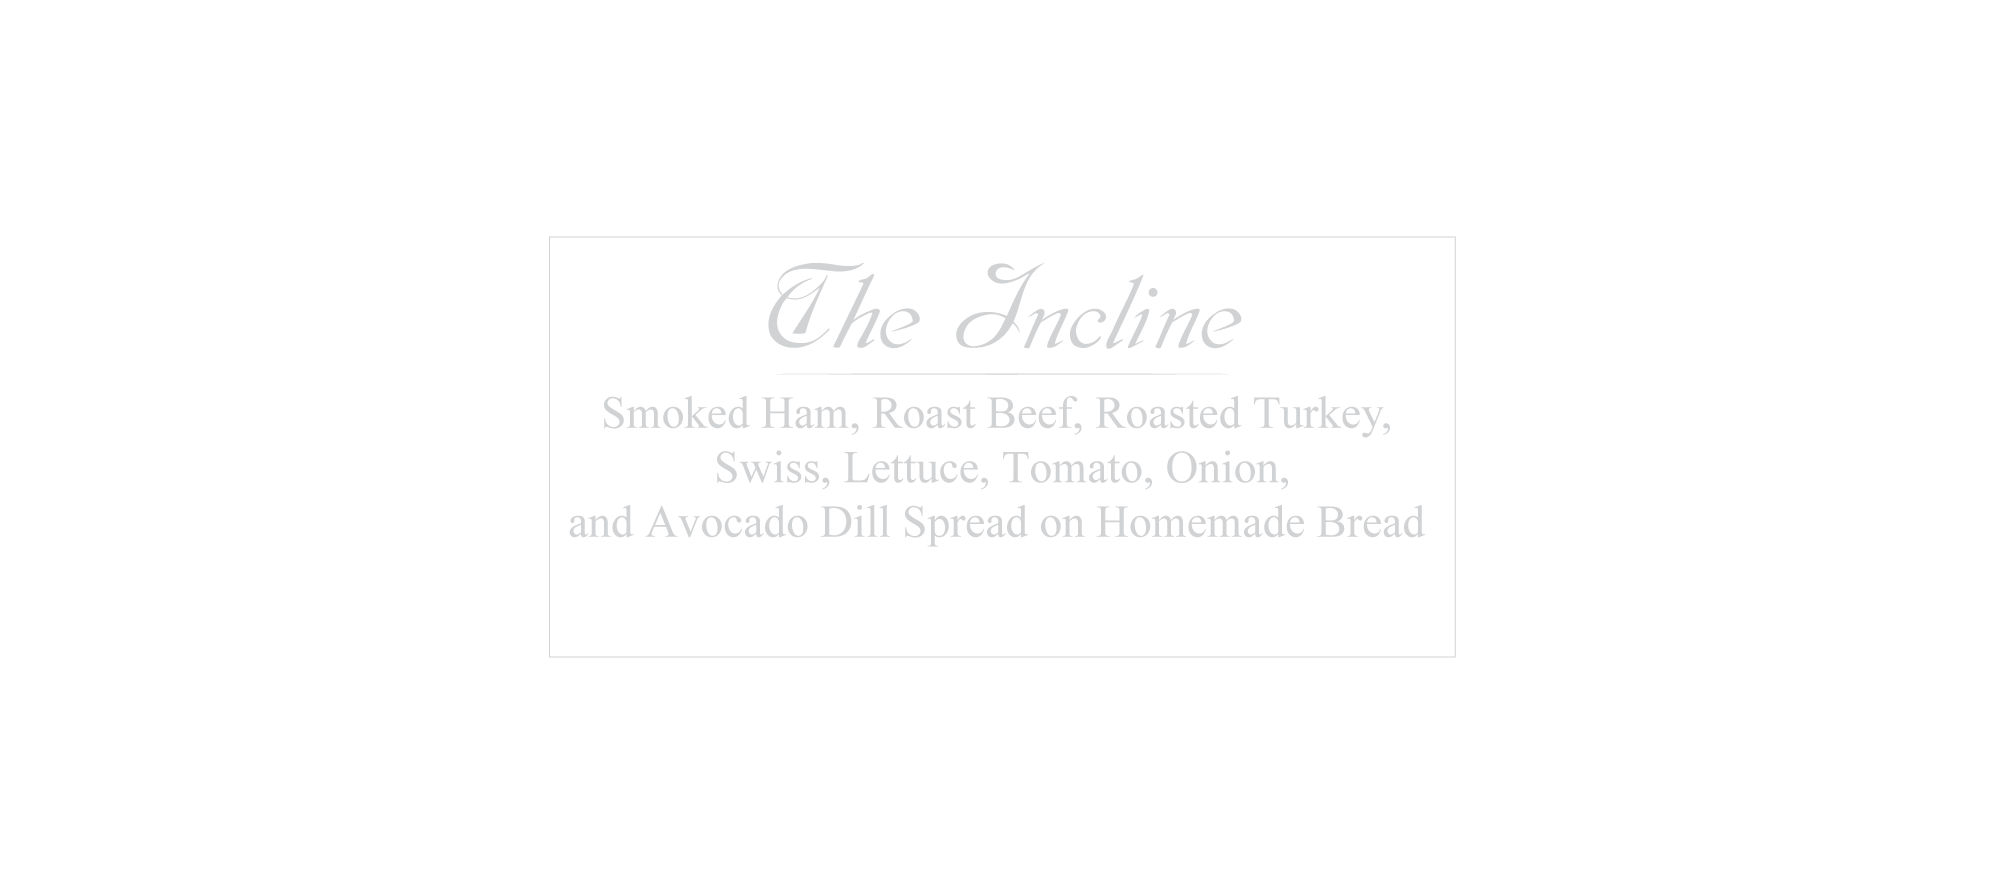 The Incline
Smoked Ham, Roast Beef, Roasted Turkey,
Swiss, Lettuce, Tomato, Onion,
and Avocado Dill Spread on Homemade Bread